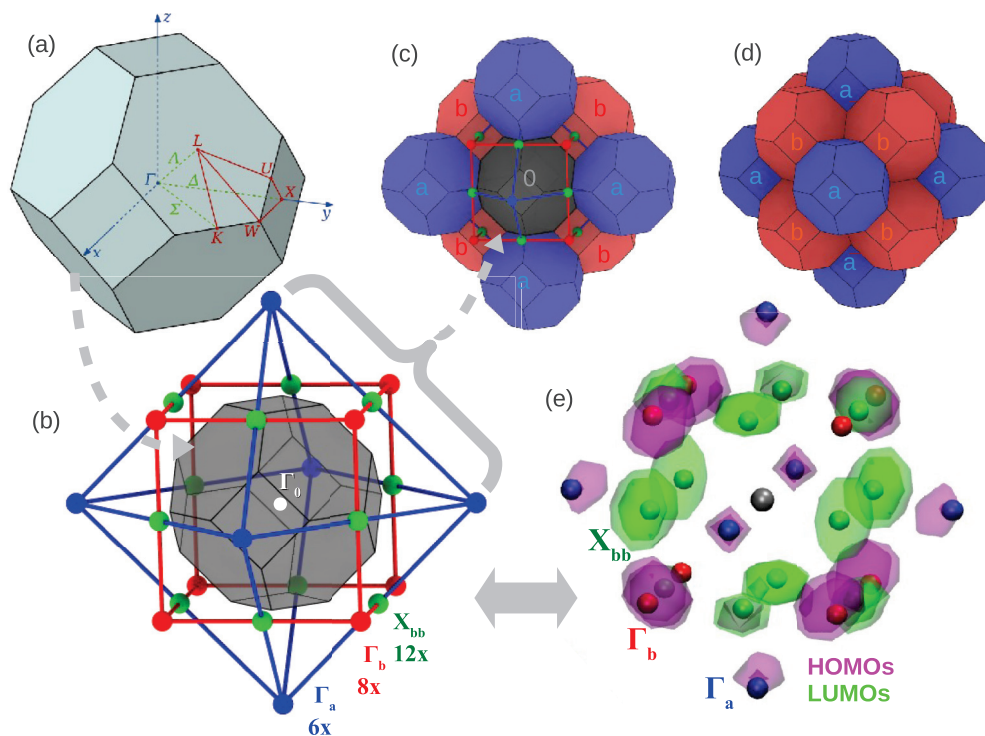 (a)
z
L
Λ
U
Γ
Δ
X
Σ
y
K
W
x
(c)
a
b
b
a
0
a
b
b
a
(d)
a
b
b
a
a
a
(b)
Γ0
Xbb
12x
Γb
8x
Γa
6x
(e)
Xbb
Γb
Γa
HOMOs
LUMOs